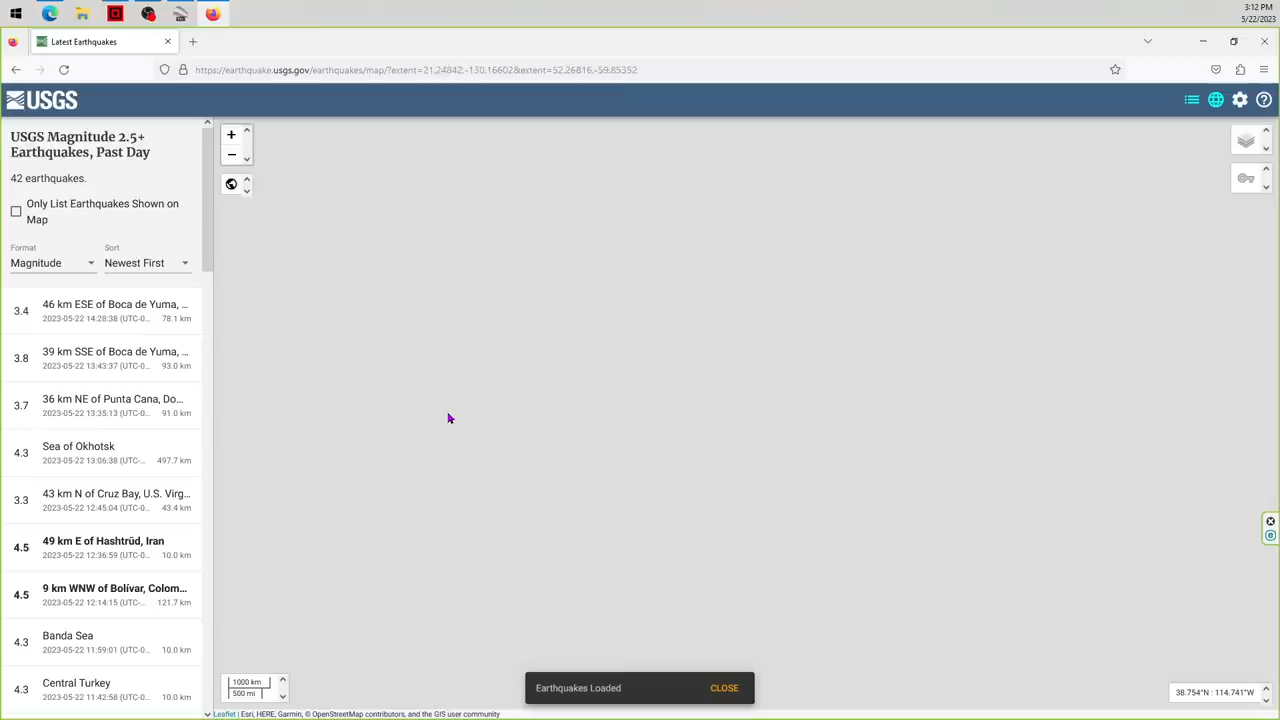 3:12 PM
5/22/2023
Latest Earthquakes
https://earthquake.usgs.gov/earthquakes/map/?extent=21.24842,-130.16602&extent=52.26816,-59.85352
USGS
USGS Magnitude 2.5+
Earthquakes, Past Day
42 earthquakes.
Only List Earthquakes Shown on
Map
Format
Sort
Magnitude
Newest First
3.4
46 km ESE of Boca de Yuma, ...
2023-05-22 14:28:38 (UTC-0... 78.1 km
3.8
39 km SSE of Boca de Yuma, ...
2023-05-22 13:43:37 (UTC-0... 93.0 km
3.7
36 km NE of Punta Cana, Do...
2023-05-22 13:35:13 (UTC-0... 91.0 km
4.3
Sea of Okhotsk
2023-05-22 13:06:38 (UTC-... 497.7 km
3.3
43 km N of Cruz Bay, U.S. Virg...
2023-05-22 12:45:04 (UTC-0... 43.4 km
4.5
49 km E of Hashtrūd, Iran
2023-05-22 12:36:59 (UTC-0... 10.0 km
4.5
9 km WNW of Bolívar, Colom...
2023-05-22 12:14:15 (UTC-... 121.7 km
4.3
Banda Sea
2023-05-22 11:59:01 (UTC-0... 10.0 km
4.3
Central Turkey
2023-05-22 11:42:58 (UTC-0... 10.0 km
+
−
1000 km
500 mi
Earthquakes Loaded
CLOSE
38.754°N : 114.741°W
Leaflet | Esri, HERE, Garmin, © OpenStreetMap contributors, and the GIS user community